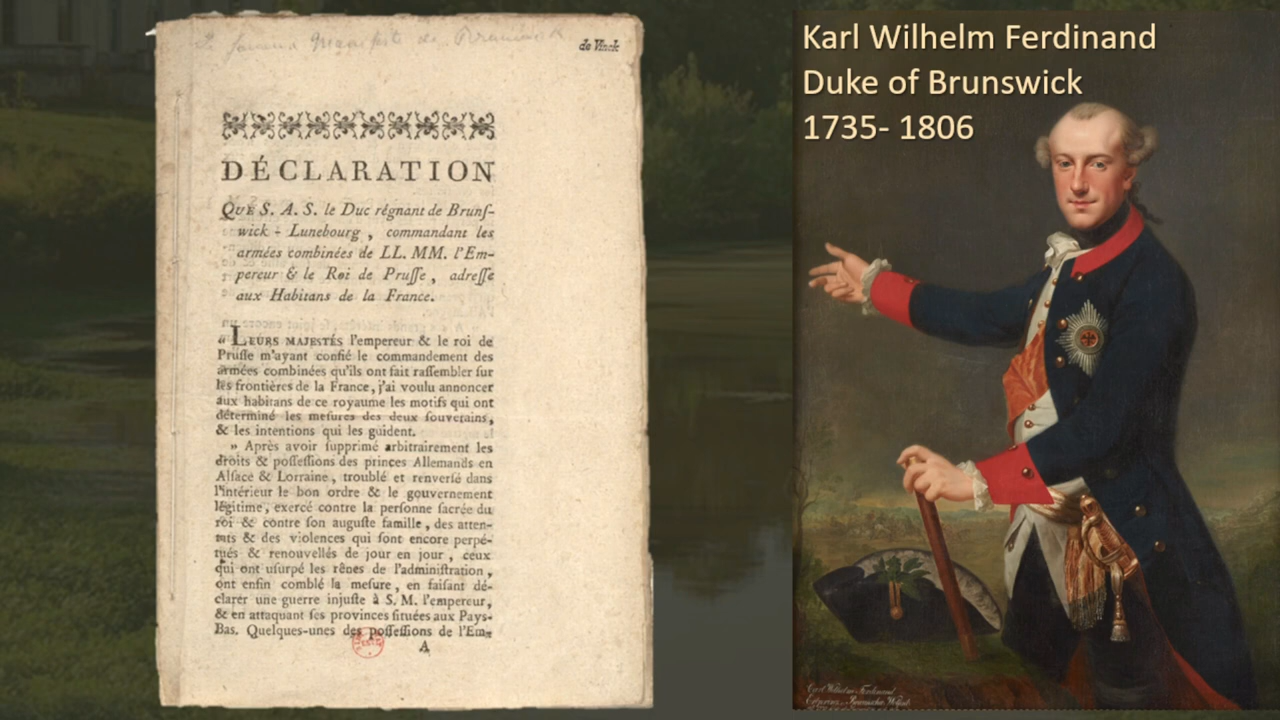 Le fameux Manifeste de Brunswick
de Vinck
DÉCLARATION
QUE S. A. S. le Duc régnant de Brunſ-
wick - Lunebourg , commandant les
armées combinées de LL. MM. l'Em-
pereur & le Roi de Pruſſe , adreſſe
aux Habitans de la France.
« LEURS MAJESTÉS l'empereur & le roi de
Pruſſe m'ayant confié le commandement des
armées combinées qu'ils ont fait raſſembler ſur
les frontières de la France, j'ai voulu annoncer
aux habitans de ce royaume les motifs qui ont
déterminé les meſures des deux ſouverains,
& les intentions qui les guident.
» Après avoir ſupprimé arbitrairement les
droits & poſſeſſions des princes Allemands en
Alſace & Lorraine, troublé et renverſé dans
l'intérieur le bon ordre & le gouvernement
légitime, exercé contre la perſonne ſacrée du
roi & contre ſon auguſte famille, des atten-
tats & des violences qui ſont encore perpé-
tués & renouvellés de jour en jour, ceux
qui ont uſurpé les rênes de l'adminiſtration,
ont enfin comblé la meſure, en faiſant dé-
clarer une guerre injuſte à S. M. l'empereur,
& en attaquant ſes provinces ſituées aux Pays-
Bas. Quelques-unes des poſſeſſions de l'Em-
A
Karl Wilhelm Ferdinand
Duke of Brunswick
1735- 1806
Carl Wilhelm Ferdinand